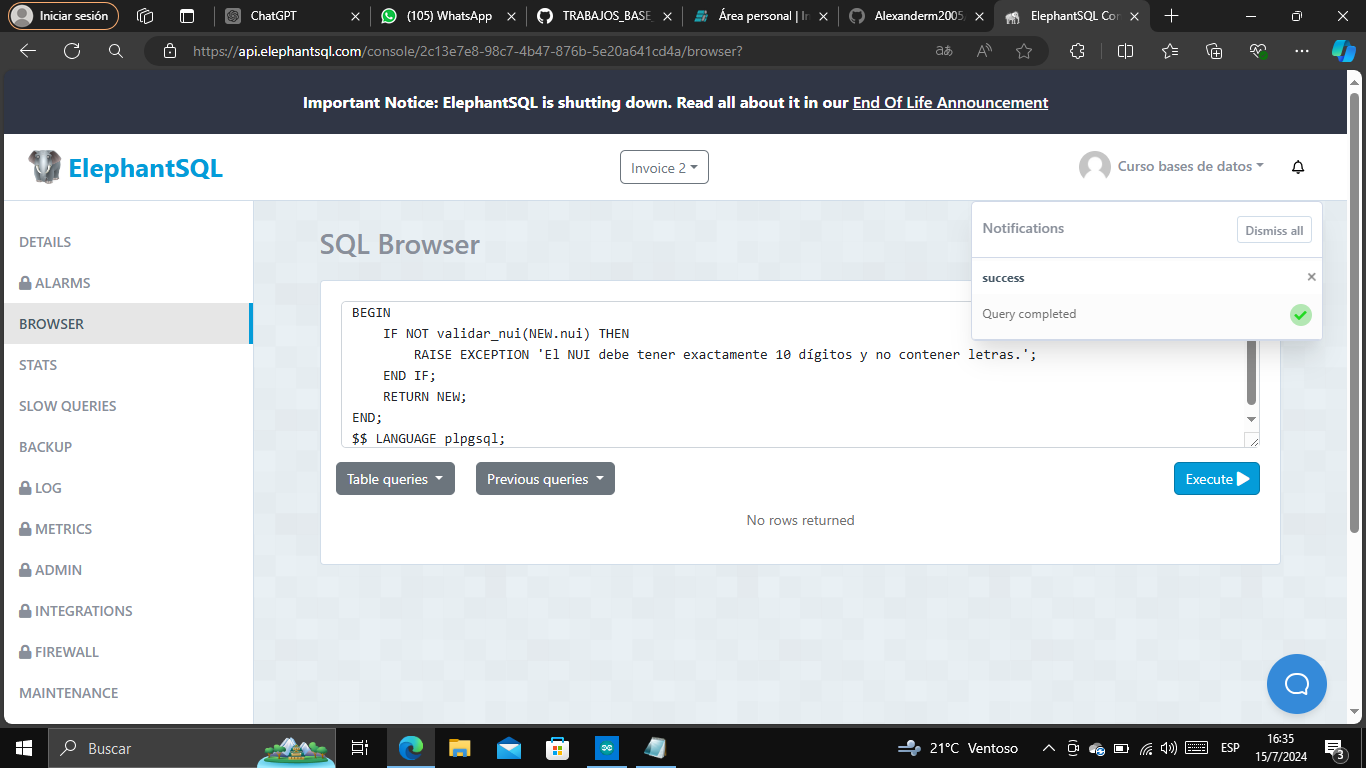 Iniciar sesión
ChatGPT
(105) WhatsApp
TRABAJOS_BASE_
Área personal | In
Alexanderm2005/
ElephantSQL Con
https://api.elephantsql.com/console/2c13e7e8-98c7-4b47-876b-5e20a641cd4a/browser?
Important Notice: ElephantSQL is shutting down. Read all about it in our End Of Life Announcement
ElephantSQL
Invoice 2
Curso bases de datos
DETAILS
ALARMS
BROWSER
STATS
SLOW QUERIES
BACKUP
LOG
METRICS
ADMIN
INTEGRATIONS
FIREWALL
MAINTENANCE
SQL Browser
Notifications
Dismiss all
success
Query completed
BEGIN
IF NOT validar_nui(NEW.nui) THEN
RAISE EXCEPTION 'El NUI debe tener exactamente 10 dígitos y no contener letras.';
END IF;
RETURN NEW;
END;
$$ LANGUAGE plpgsql;
Table queries
Previous queries
Execute
No rows returned
Buscar
21°C Ventoso
ESP
16:35
15/7/2024
3